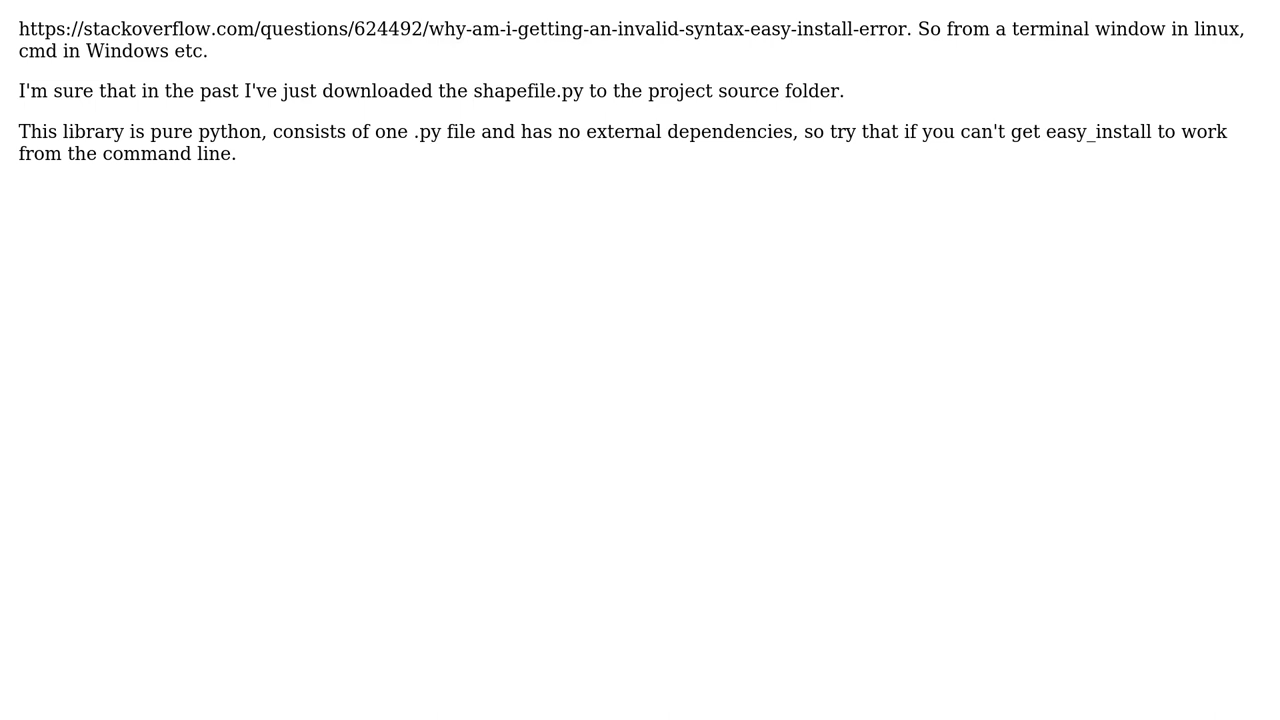 https://stackoverflow.com/questions/624492/why-am-i-getting-an-invalid-syntax-easy-install-error. So from a terminal window in linux,
cmd in Windows etc.
I'm sure that in the past I've just downloaded the shapefile.py to the project source folder.
This library is pure python, consists of one .py file and has no external dependencies, so try that if you can't get easy_install to work
from the command line.